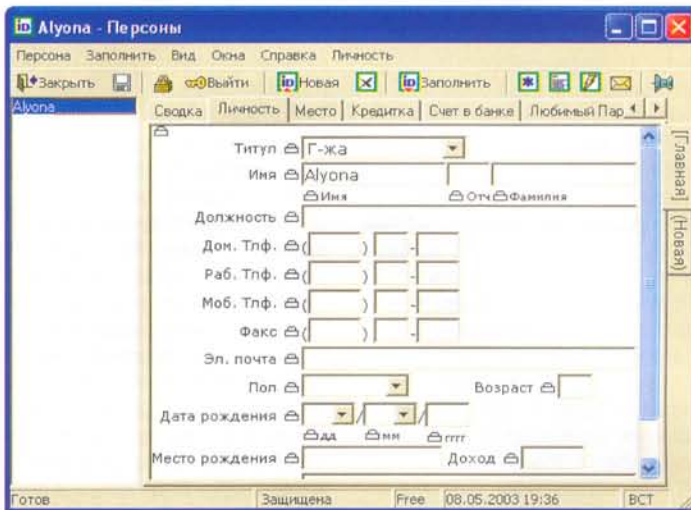 Alyona - Персоны
Персона Заполнить Вид Окна Справка Личность
Закрыть Выйти Новая Заполнить
Alyona
Сводка Личность Место Кредитка Счет в банке Любимый Пар
[Главная]
(Новая)
Титул Г-жа
Имя Alyona
Имя Отч Фамилия
Должность
Дом. Тлф. ( ) -
Раб. Тлф. ( ) -
Моб. Тлф. ( ) -
Факс ( ) -
Эл. почта
Пол Возраст
Дата рождения / /
дд мм гггг
Место рождения Доход
Готов Защищена Free 08.05.2003 19:36 ВСТ